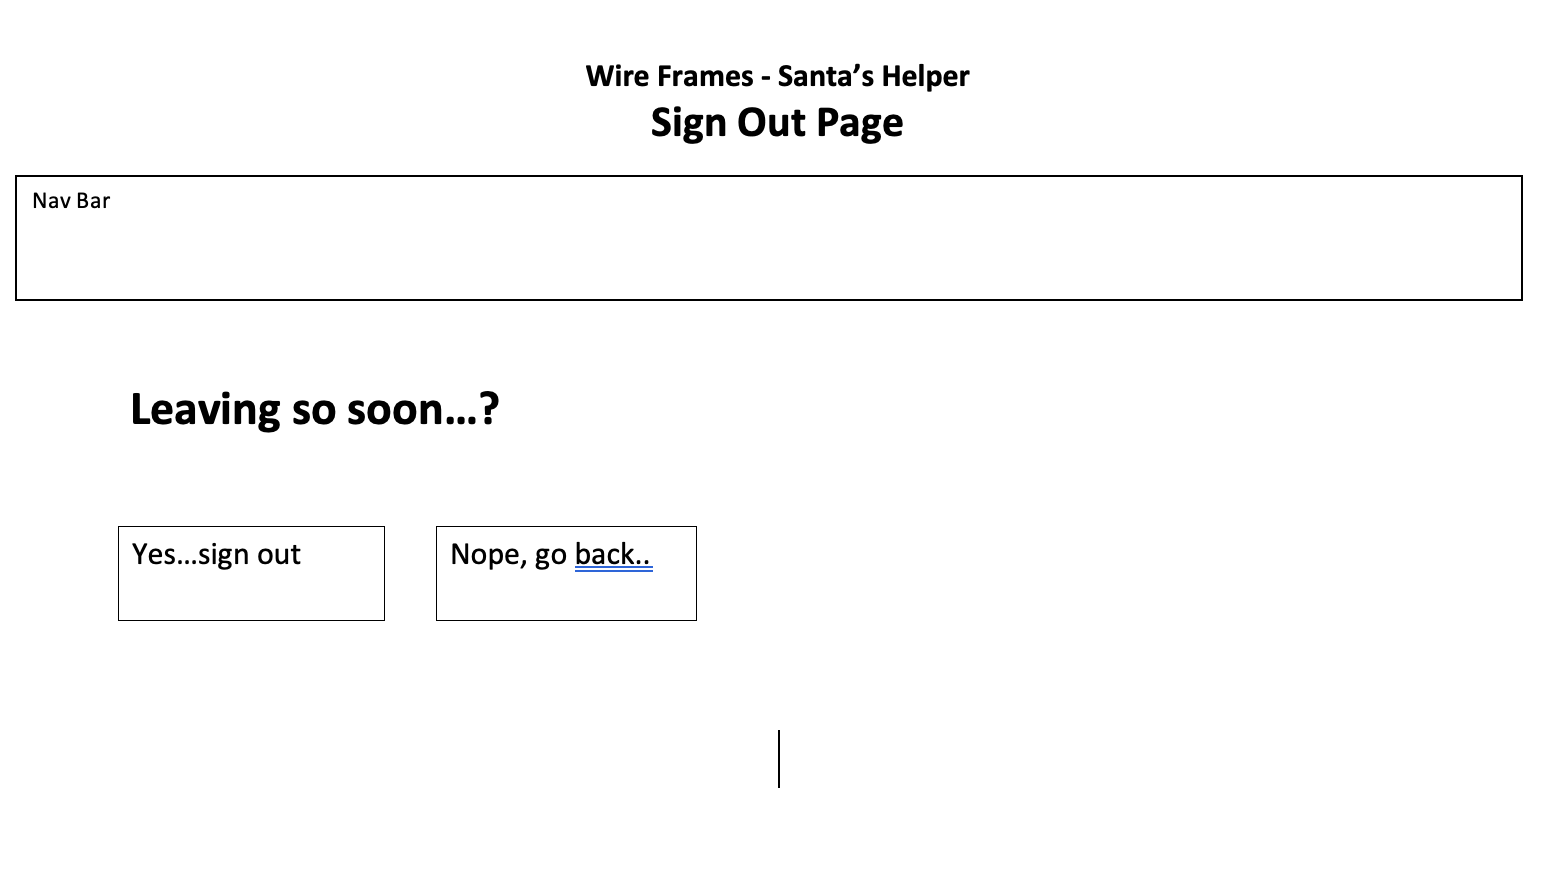 Wire Frames - Santa’s Helper
Sign Out Page
Nav Bar
Leaving so soon…?
Yes…sign out
Nope, go back..